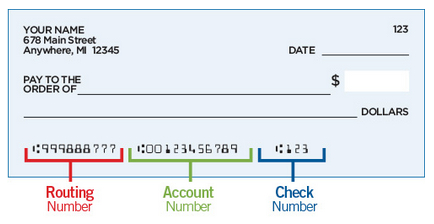 YOUR NAME 123
678 Main Street
Anywhere, MI 12345
DATE
PAY TO THE
ORDER OF $
DOLLARS
⑆999888777⑆ ⑆00123456789 ⑆123
Routing Number Account Number Check Number